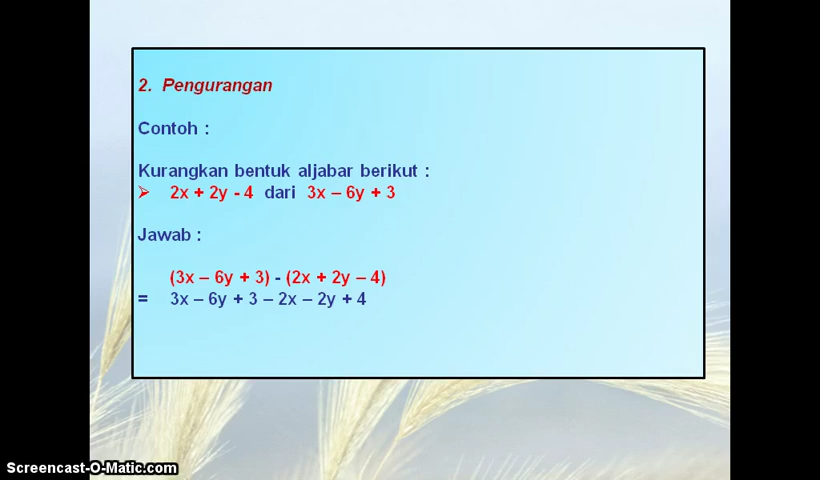 2. Pengurangan
Contoh :
Kurangkan bentuk aljabar berikut :
➢ 2x + 2y - 4 dari 3x – 6y + 3
Jawab :
(3x – 6y + 3) - (2x + 2y – 4)
= 3x – 6y + 3 – 2x – 2y + 4
Screencast-O-Matic.com